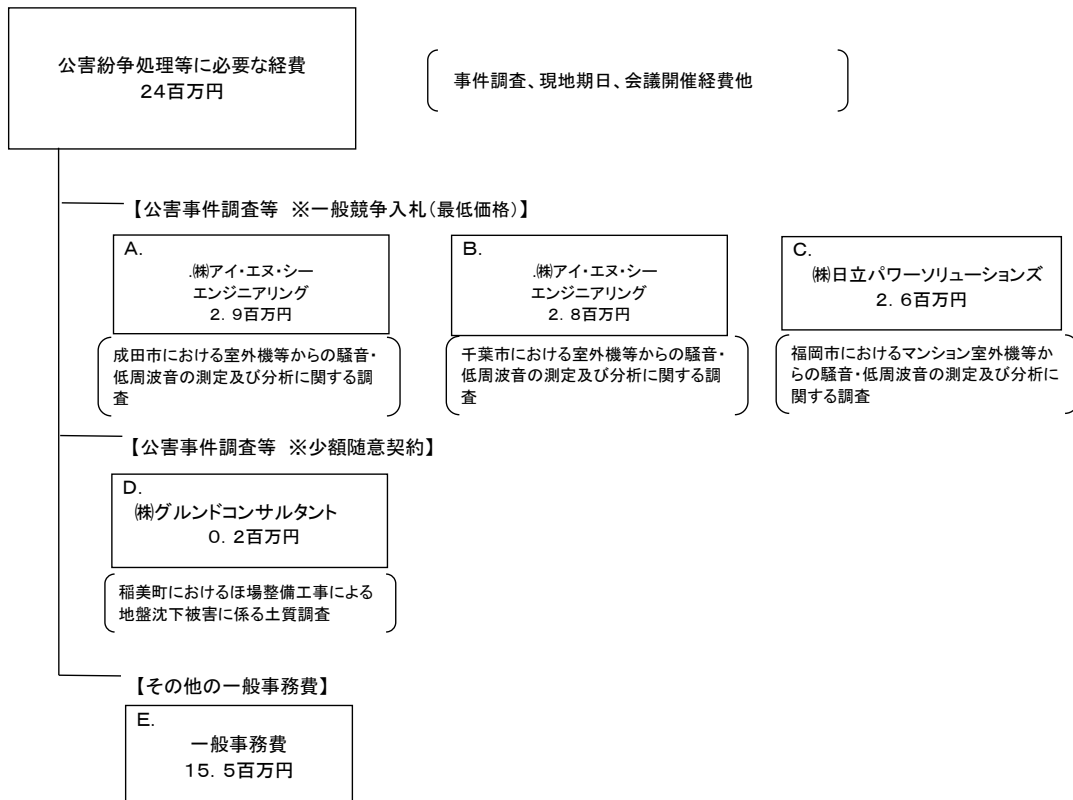 公害紛争処理等に必要な経費
24百万円
事件調査、現地期日、会議開催経費他
【公害事件調査等 ※一般競争入札(最低価格)】
A.
.㈱アイ・エヌ・シー
エンジニアリング
2.9百万円
B.
.㈱アイ・エヌ・シー
エンジニアリング
2.8百万円
C.
㈱日立パワーソリューションズ
2.6百万円
成田市における室外機等からの騒音・
低周波音の測定及び分析に関する調
査
千葉市における室外機等からの騒音・
低周波音の測定及び分析に関する調
査
福岡市におけるマンション室外機等か
らの騒音・低周波音の測定及び分析に
関する調査
【公害事件調査等 ※少額随意契約】
D.
㈱グルンドコンサルタント
0.2百万円
稲美町におけるほ場整備工事による
地盤沈下被害に係る土質調査
【その他の一般事務費】
E.
一般事務費
15.5百万円